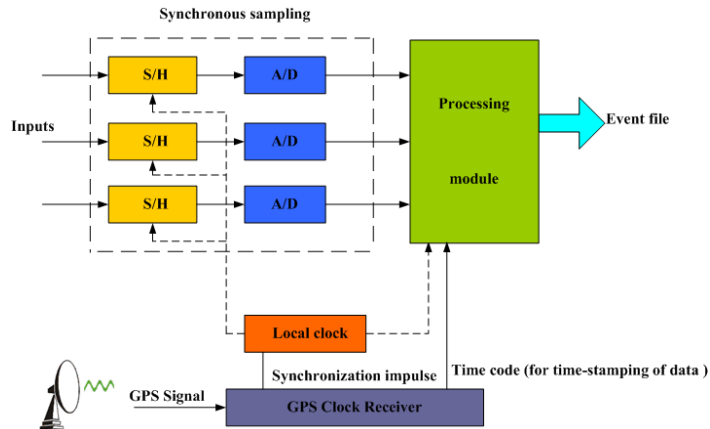 Synchronous sampling
S/H
A/D
Inputs
S/H
A/D
S/H
A/D
Processing
module
Event file
Local clock
Synchronization impulse
Time code (for time-stamping of data )
GPS Signal
GPS Clock Receiver